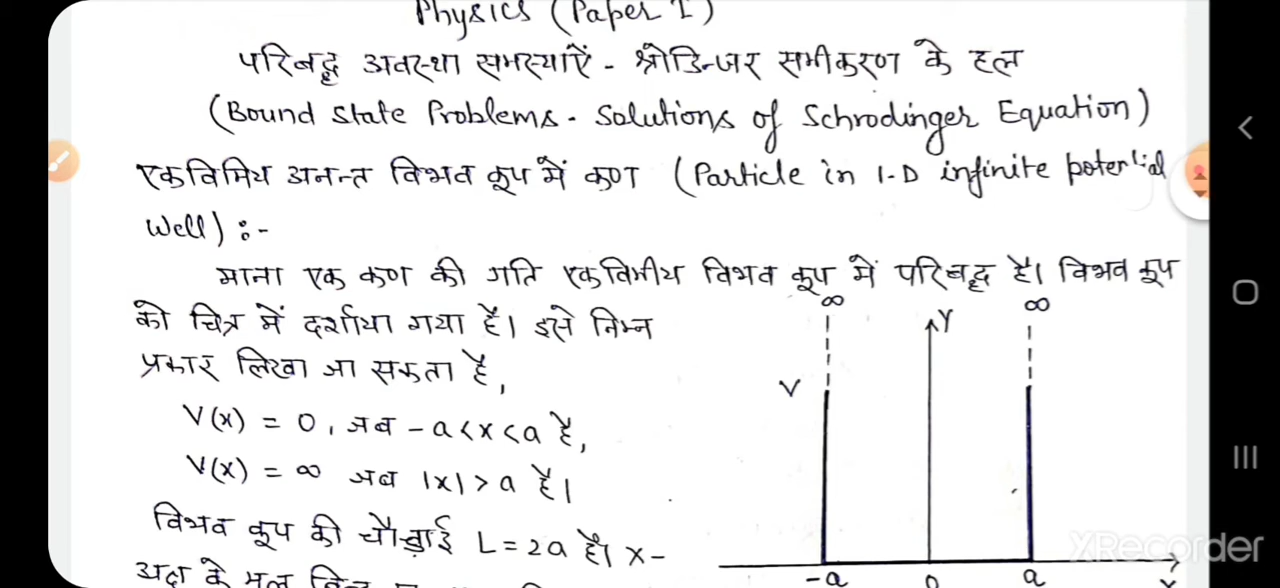 Physics (Paper I)
परिबद्ध अवस्था समस्याऐं - श्रोडिन्जर समीकरण के हल
(Bound State Problems - Solutions of Schrodinger Equation)
एकविमिय अनन्त विभव कूप में कण (Particle in 1-D infinite potential
Well) :-
माना एक कण की गति एकविमीय विभव कूप में परिबद्ध है। विभव कूप
को चित्र में दर्शाया गया है। इसे निम्न
प्रकार लिखा जा सकता है,
V(x) = 0, जब -a<x<a है,
V(x) = ∞ जब |x|>a है।
विभव कूप की चौड़ाई L=2a है। x-
∞ ∞
Y
V
-a 0 a
XRecorder